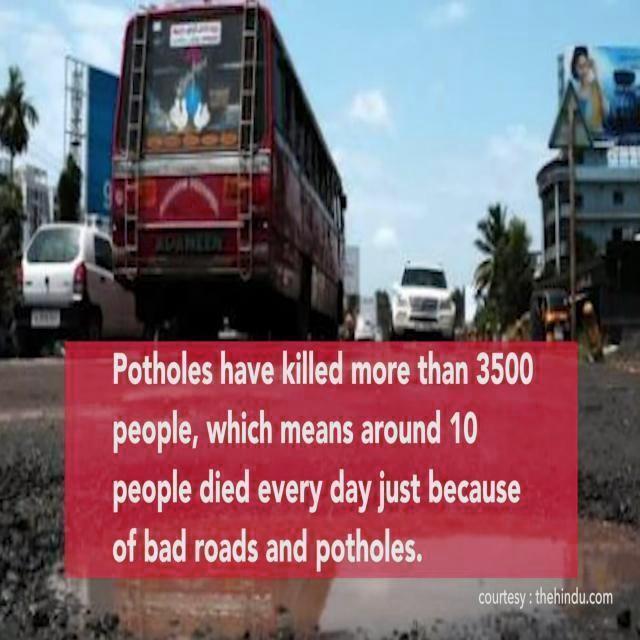 Potholes have killed more than 3500
people, which means around 10
people died every day just because
of bad roads and potholes.
courtesy : thehindu.com